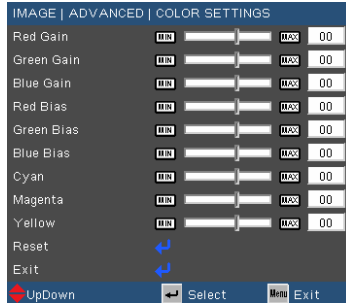 IMAGE | ADVANCED | COLOR SETTINGS
Red Gain MIN MAX 00
Green Gain MIN MAX 00
Blue Gain MIN MAX 00
Red Bias MIN MAX 00
Green Bias MIN MAX 00
Blue Bias MIN MAX 00
Cyan MIN MAX 00
Magenta MIN MAX 00
Yellow MIN MAX 00
Reset
Exit
UpDown Select Menu Exit